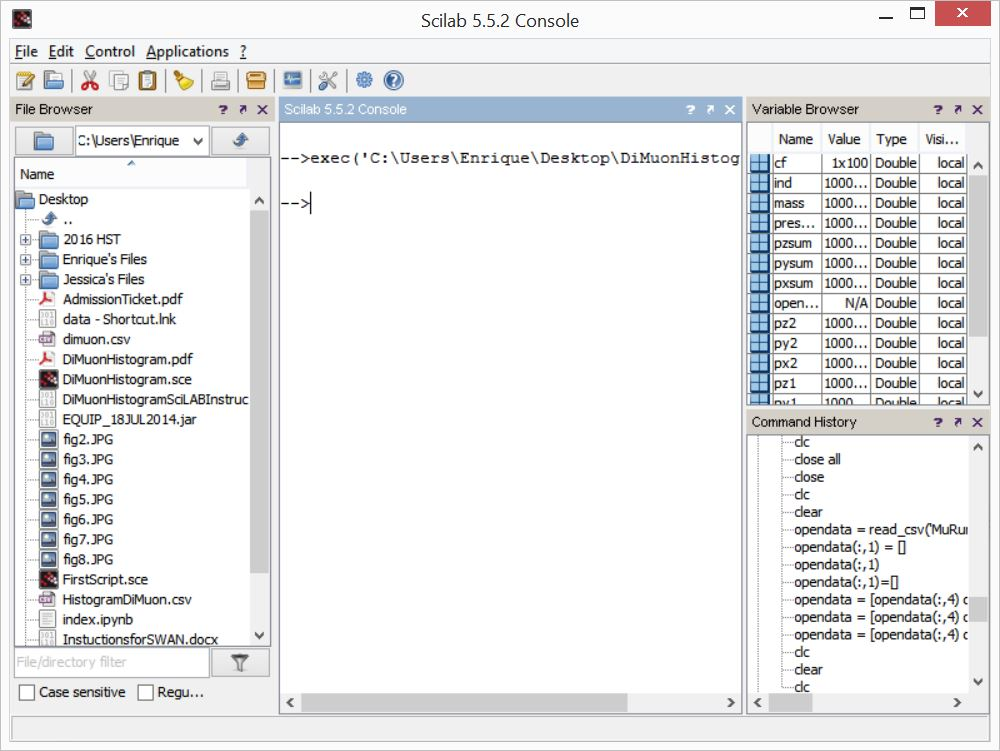 Scilab 5.5.2 Console
File Edit Control Applications ?
File Browser ? ↗ X
C:\Users\Enrique
Name
Desktop
..
2016 HST
Enrique's Files
Jessica's Files
AdmissionTicket.pdf
data - Shortcut.lnk
dimuon.csv
DiMuonHistogram.pdf
DiMuonHistogram.sce
DiMuonHistogramSciLABInstruc
EQUIP_18JUL2014.jar
fig2.JPG
fig3.JPG
fig4.JPG
fig5.JPG
fig6.JPG
fig7.JPG
fig8.JPG
FirstScript.sce
HistogramDiMuon.csv
index.ipynb
InstuctionsforSWAN.docx
File/directory filter
Case sensitive Regu...
Scilab 5.5.2 Console ? ↗ X
-->exec('C:\Users\Enrique\Desktop\DiMuonHistog
-->
Variable Browser ? ↗ X
Name Value Type Visi...
cf 1x100 Double local
ind 1000... Double local
mass 1000... Double local
pres... 1000... Double local
pzsum 1000... Double local
pysum 1000... Double local
pxsum 1000... Double local
open... N/A Double local
pz2 1000... Double local
py2 1000... Double local
px2 1000... Double local
pz1 1000... Double local
py1 1000... Double local
Command History ? ↗ X
clc
close all
close
clc
clear
opendata = read_csv('MuRur
opendata(:,1) = []
opendata(:,1)
opendata(:,1)=[]
opendata = [opendata(:,4) c
opendata = [opendata(:,4) c
opendata = [opendata(:,4) c
clc
clear
clc